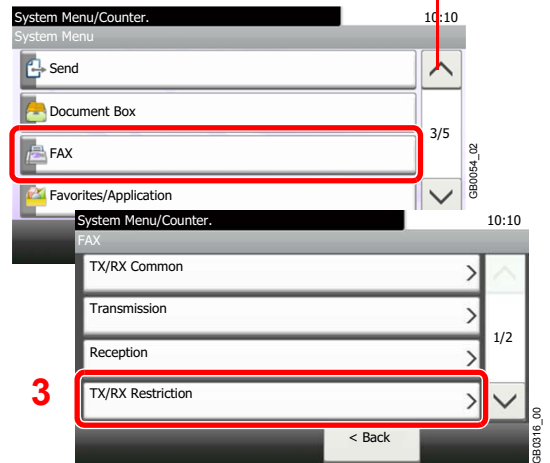 System Menu/Counter.
10:10
System Menu
Send
Document Box
3/5
FAX
Favorites/Application
GB0054_02
System Menu/Counter.
10:10
FAX
TX/RX Common
Transmission
1/2
Reception
3
TX/RX Restriction
< Back
GB0316_00